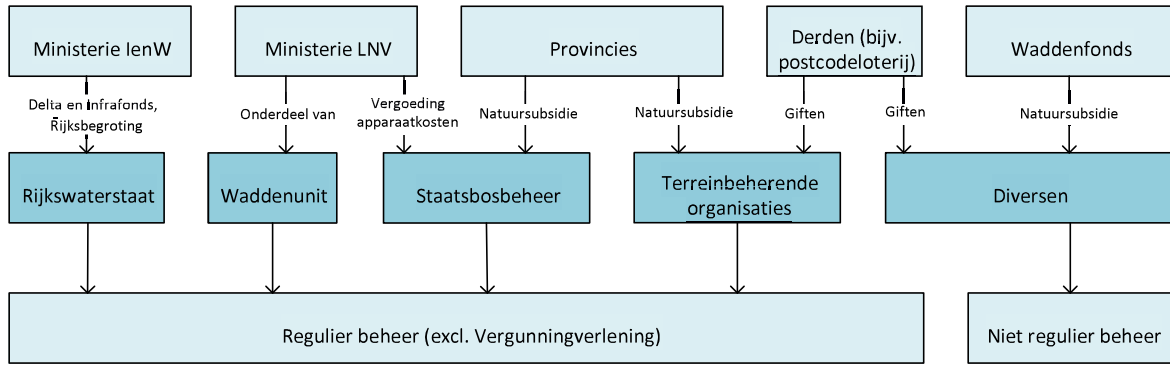 Ministerie IenW
Ministerie LNV
Provincies
Derden (bijv.
postcodeloterij)
Waddenfonds
Delta en Infrafonds,
Rijksbegroting
Onderdeel van
Vergoeding
apparaatkosten
Natuursubsidie
Natuursubsidie
Giften
Giften
Natuursubsidie
Rijkswaterstaat
Waddenunit
Staatsbosbeheer
Terreinbeherende
organisaties
Diversen
Regulier beheer (excl. Vergunningverlening)
Niet regulier beheer